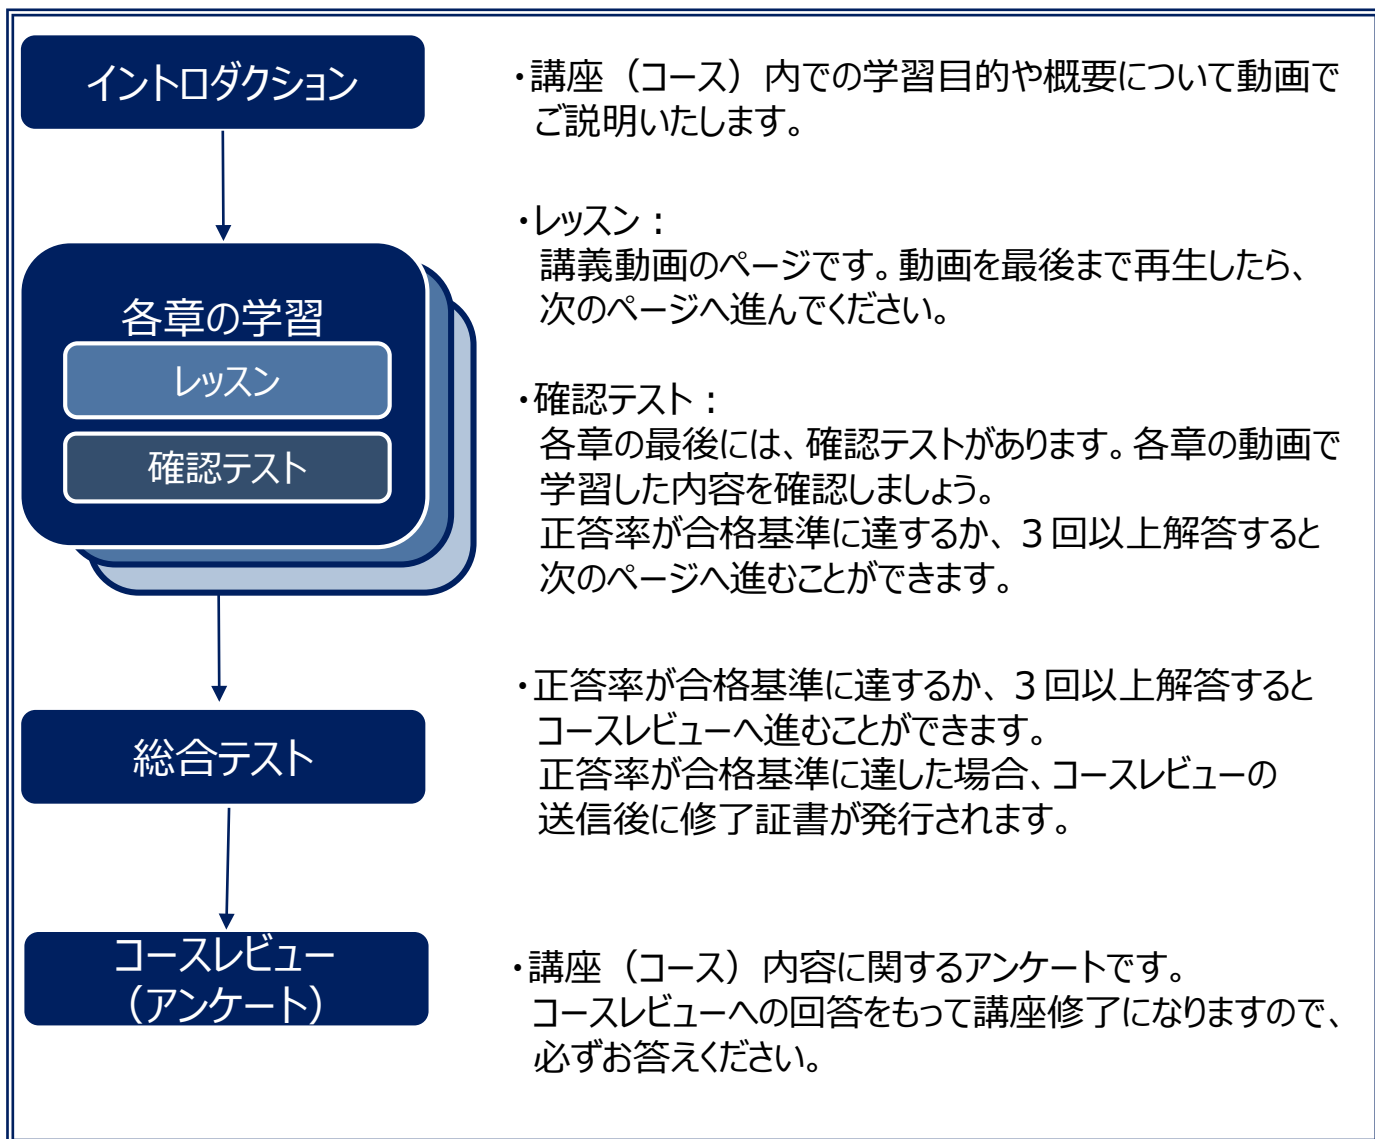 イントロダクション
・講座（コース）内での学習目的や概要について動画で
ご説明いたします。
各章の学習
レッスン
確認テスト
・レッスン：
講義動画のページです。動画を最後まで再生したら、
次のページへ進んでください。
・確認テスト：
各章の最後には、確認テストがあります。各章の動画で
学習した内容を確認しましょう。
正答率が合格基準に達するか、３回以上解答すると
次のページへ進むことができます。
総合テスト
・正答率が合格基準に達するか、３回以上解答すると
コースレビューへ進むことができます。
正答率が合格基準に達した場合、コースレビューの
送信後に修了証書が発行されます。
コースレビュー
（アンケート）
・講座（コース）内容に関するアンケートです。
コースレビューへの回答をもって講座修了になりますので、
必ずお答えください。